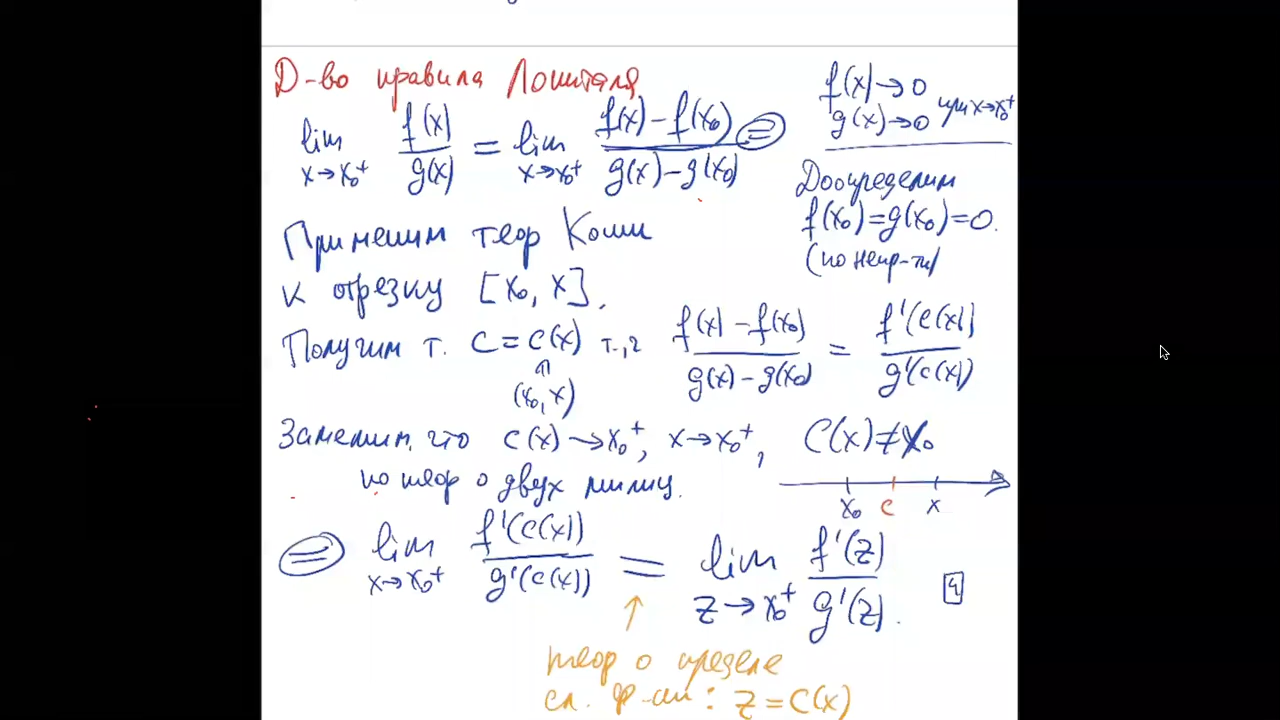 Д-во правила Лопиталя
f(x)→0
g(x)→0 при x→x₀⁺
lim_{x→x₀⁺} f(x)/g(x) = lim_{x→x₀⁺} (f(x)-f(x₀))/(g(x)-g(x₀)) =
Доопределим
f(x₀)=g(x₀)=0.
(по непр-ти)
Применим теор Коши
к отрезку [x₀, x].
Получим т. C=C(x) т.,ч (f(x)-f(x₀))/(g(x)-g(x₀)) = f'(c(x))/g'(c(x))
∈
(x₀, x)
Заметим, что c(x)→x₀⁺, x→x₀⁺, C(x)≠x₀
по теор о двух милиц.
x₀ c x
= lim_{x→x₀⁺} f'(c(x))/g'(c(x)) = lim_{z→x₀⁺} f'(z)/g'(z).
ч
теор о пределе
сл. ф-ии: z=C(x)